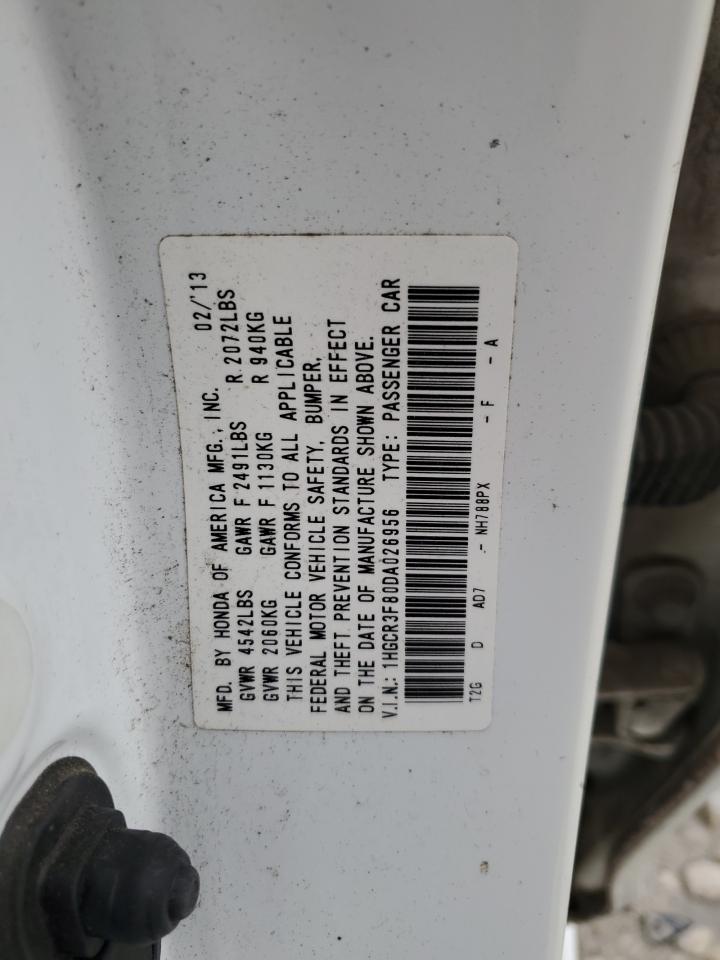 MFD. BY HONDA OF AMERICA MFG., INC. 02/'13
GVWR 4542LBS GAWR F 2491LBS R 2072LBS
GVWR 2060KG GAWR F 1130KG R 940KG
THIS VEHICLE CONFORMS TO ALL APPLICABLE
FEDERAL MOTOR VEHICLE SAFETY, BUMPER,
AND THEFT PREVENTION STANDARDS IN EFFECT
ON THE DATE OF MANUFACTURE SHOWN ABOVE.
V.I.N.: 1HGCR3F80DA026956 TYPE: PASSENGER CAR
T2G D AD7 - NH788PX - F - A